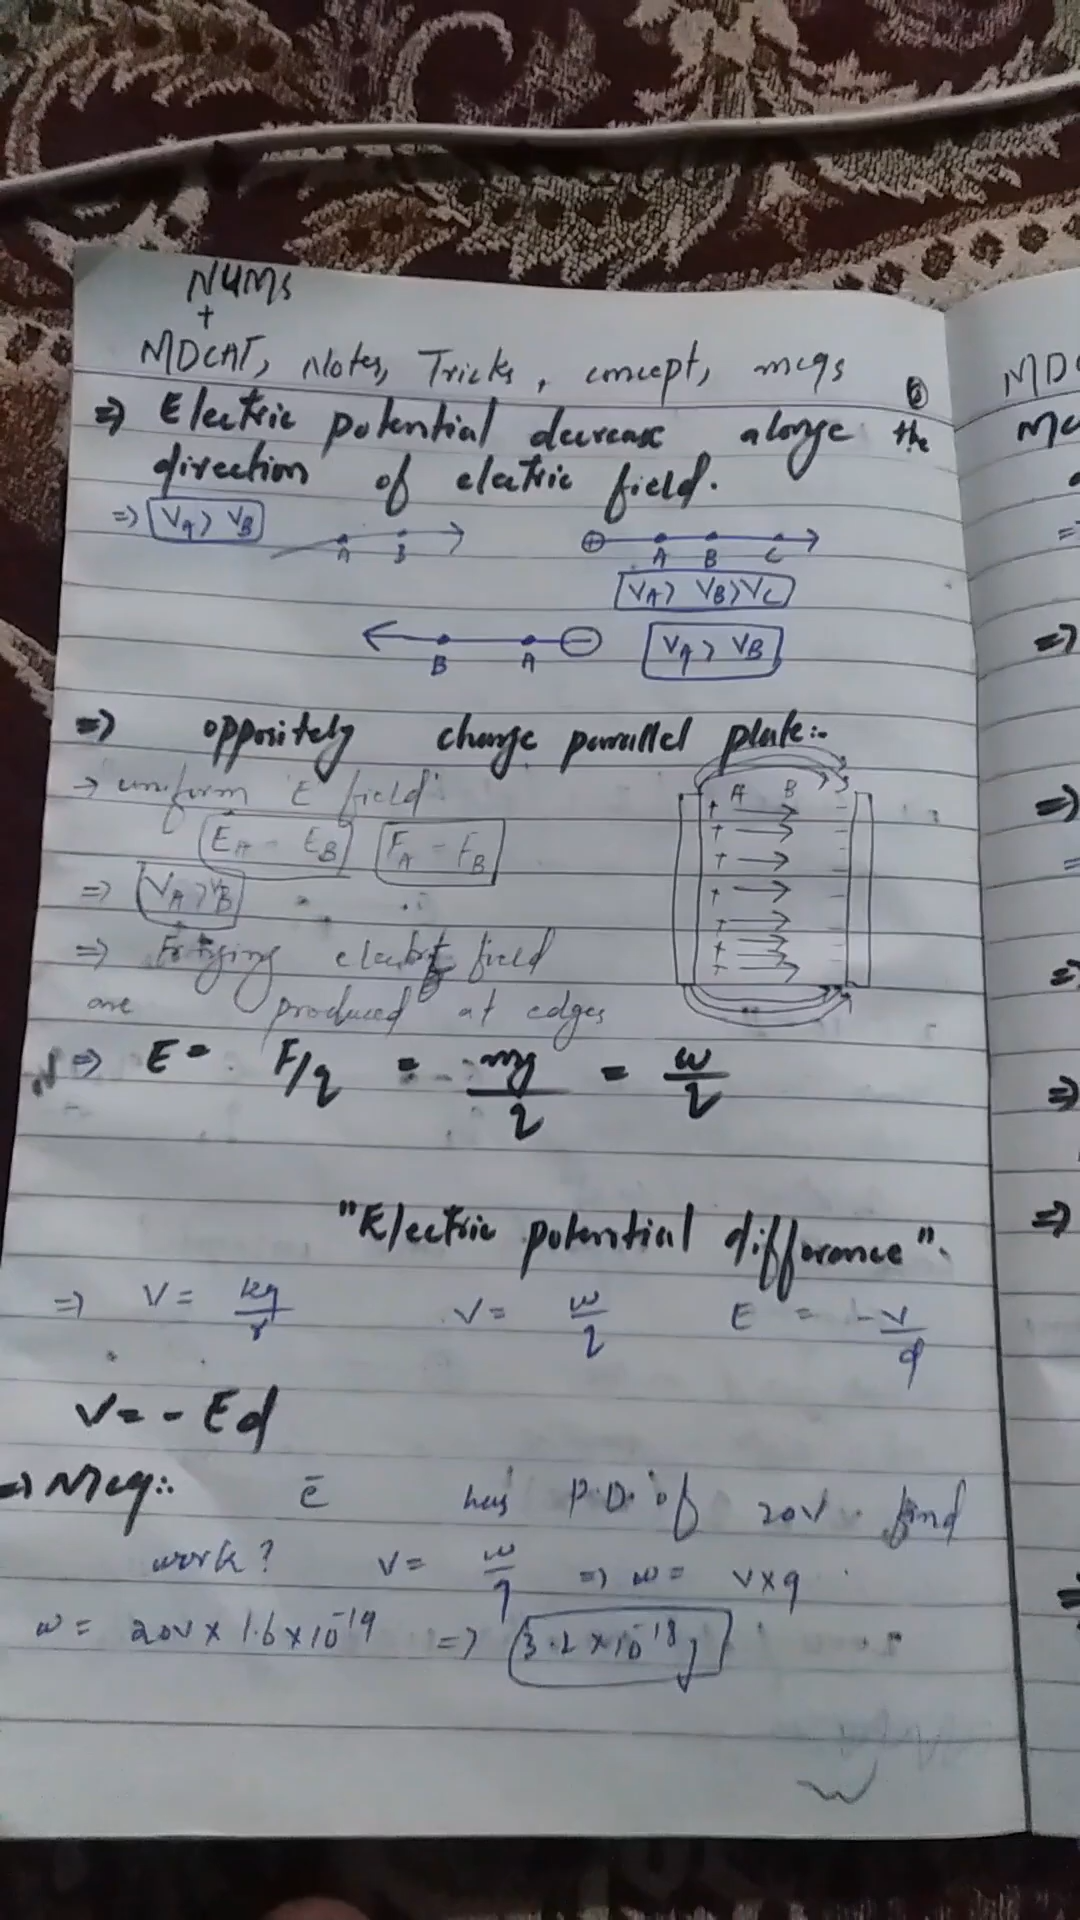 NUMS
+
MDCAT, Notes, Tricks, concept, mcqs
⇒ Electric potential decrease alonge the
direction of electric field.
⇒ VA > VB A B
⊕ A B C
VA > VB > VC
B A ⊖ VA > VB
⇒ oppositely charge parallel plate:-
→ uniform E field
EA - EB FA - FB
⇒ VA > VB
A B
+ -
+
+
+
+
+
+
⇒ electric field
are produced at edges
⇒ E = F/q = mg/q = w/q
"Electric potential difference".
⇒ V = kq/r V = w/q E = -V/d
V = - Ed
⇒ Mcq:- ē has P.D. of 20V. find
work? V = w/q ⇒ w = V×q
w = 20V × 1.6×10⁻¹⁹ ⇒ 3.2×10⁻¹⁸ J
MD
Mc
⇒
⇒
⇒
⇒
⇒
⇒
⇒